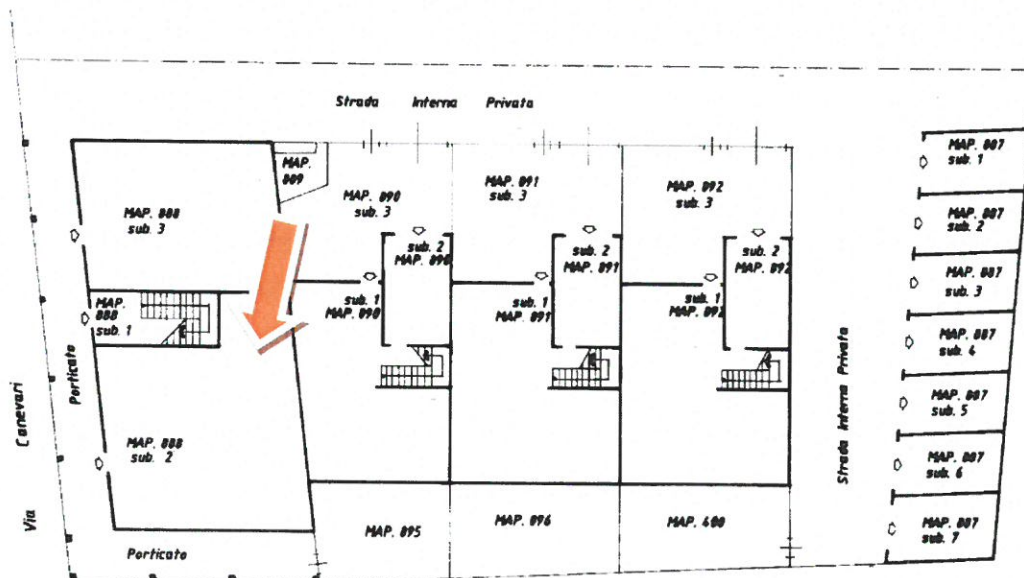 Strada Interna Privata
MAP. 889
MAP. 888
sub. 3
MAP. 890
sub. 3
MAP. 891
sub. 3
MAP. 892
sub. 3
sub. 2
MAP. 890
sub. 2
MAP. 891
sub. 2
MAP. 892
MAP.
888
sub. 1
sub. 1
MAP. 890
sub. 1
MAP. 891
sub. 1
MAP. 892
MAP. 888
sub. 2
Porticato
Via Canevari
Porticato
MAP. 895
MAP. 896
MAP. 400
Strada Interna Privata
MAP. 887
sub. 1
MAP. 887
sub. 2
MAP. 887
sub. 3
MAP. 887
sub. 4
MAP. 887
sub. 5
MAP. 887
sub. 6
MAP. 887
sub. 7